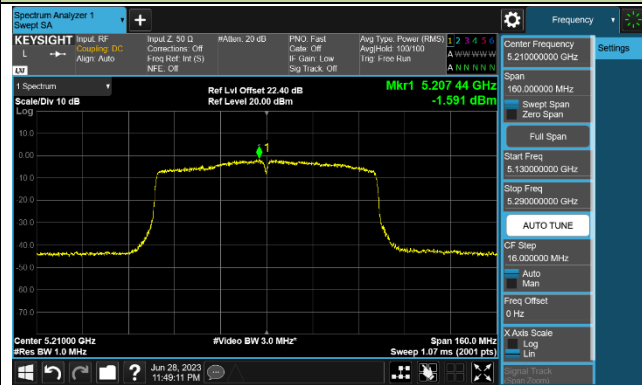 Spectrum Analyzer 1
Swept SA
Frequency
KEYSIGHT
L
LXI
Input: RF
Coupling: DC
Align: Auto
Input Z: 50 Ω
Corrections: Off
Freq Ref: Int (S)
NFE: Off
#Atten: 20 dB
PNO: Fast
Gate: Off
IF Gain: Low
Sig Track: Off
Avg Type: Power (RMS)
Avg|Hold: 100/100
Trig: Free Run
1 2 3 4 5 6
A W W W W W
A N N N N N
1 Spectrum
Scale/Div 10 dB
Ref Lvl Offset 22.40 dB
Ref Level 20.00 dBm
Mkr1 5.207 44 GHz
-1.591 dBm
Log
1
10.0
0.00
-10.0
-20.0
-30.0
-40.0
-50.0
-60.0
-70.0
Center 5.21000 GHz
#Res BW 1.0 MHz
#Video BW 3.0 MHz*
Span 160.0 MHz
Sweep 1.07 ms (2001 pts)
Jun 28, 2023
11:49:11 PM
Center Frequency
5.210000000 GHz
Span
160.000000 MHz
Swept Span
Zero Span
Full Span
Start Freq
5.130000000 GHz
Stop Freq
5.290000000 GHz
AUTO TUNE
CF Step
16.000000 MHz
Auto
Man
Freq Offset
0 Hz
X Axis Scale
Log
Lin
Signal Track
(Span Zoom)
Settings